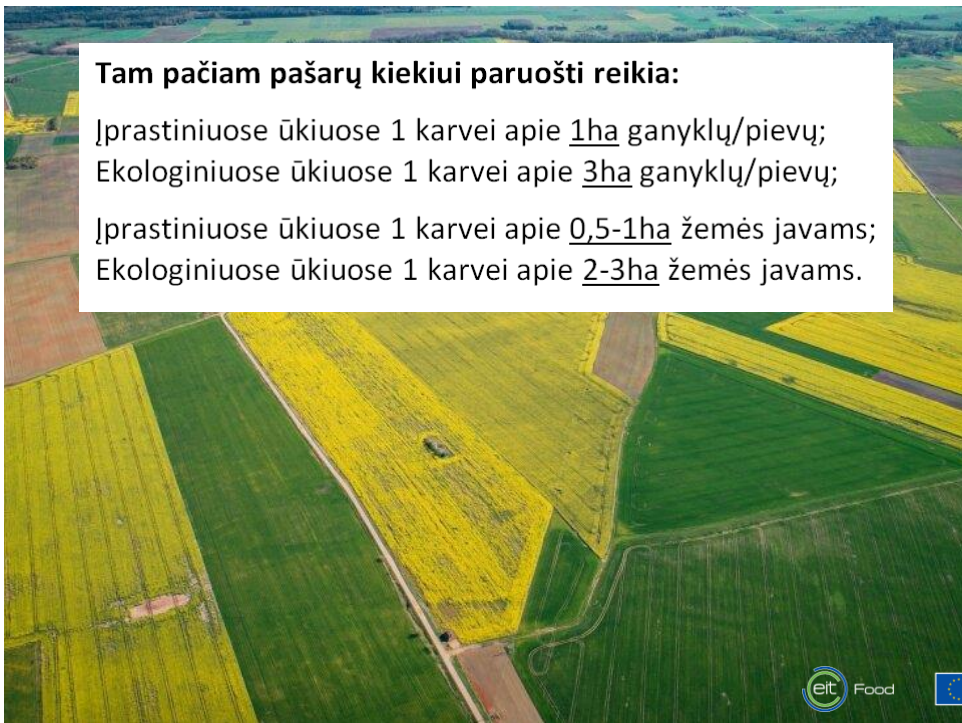 Tam pačiam pašarų kiekiui paruošti reikia:
Įprastiniuose ūkiuose 1 karvei apie 1ha ganyklų/pievų;
Ekologiniuose ūkiuose 1 karvei apie 3ha ganyklų/pievų;
Įprastiniuose ūkiuose 1 karvei apie 0,5-1ha žemės javams;
Ekologiniuose ūkiuose 1 karvei apie 2-3ha žemės javams.
eit Food